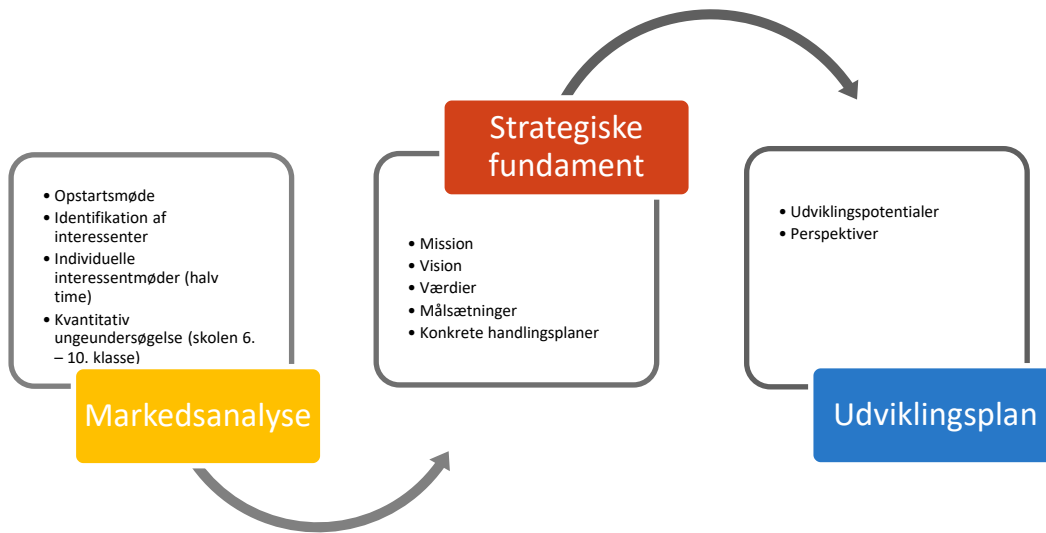 • Opstartsmøde
• Identifikation af
interessenter
• Individuelle
interessentmøder (halv
time)
• Kvantitativ
ungeundersøgelse (skolen 6.
– 10. klasse)
Markedsanalyse
Strategiske
fundament
• Mission
• Vision
• Værdier
• Målsætninger
• Konkrete handlingsplaner
• Udviklingspotentialer
• Perspektiver
Udviklingsplan